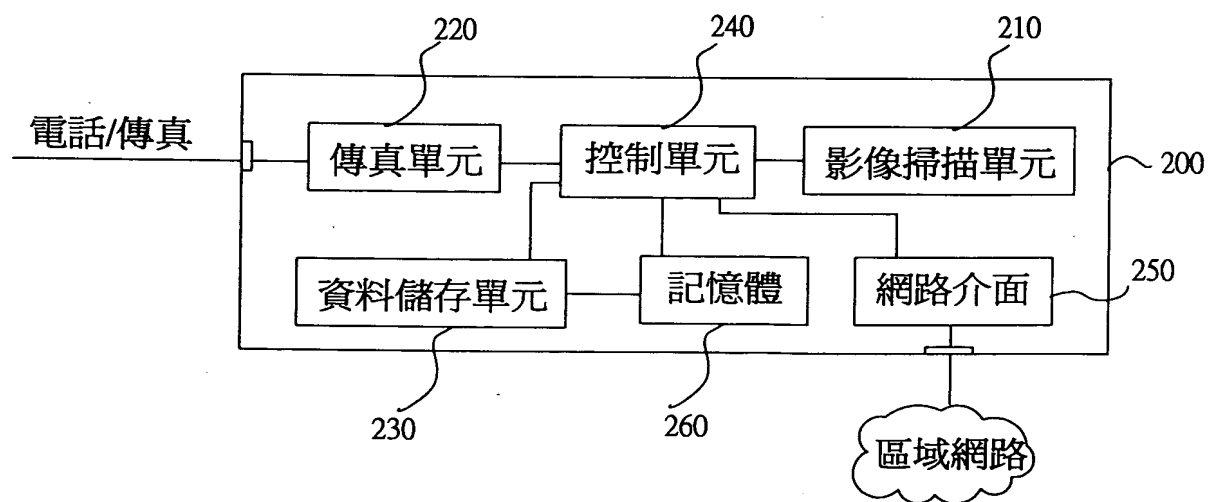 220
240
210
電話/傳真
傳真單元
控制單元
影像掃描單元
200
資料儲存單元
記憶體
網路介面
250
230
260
區域網路